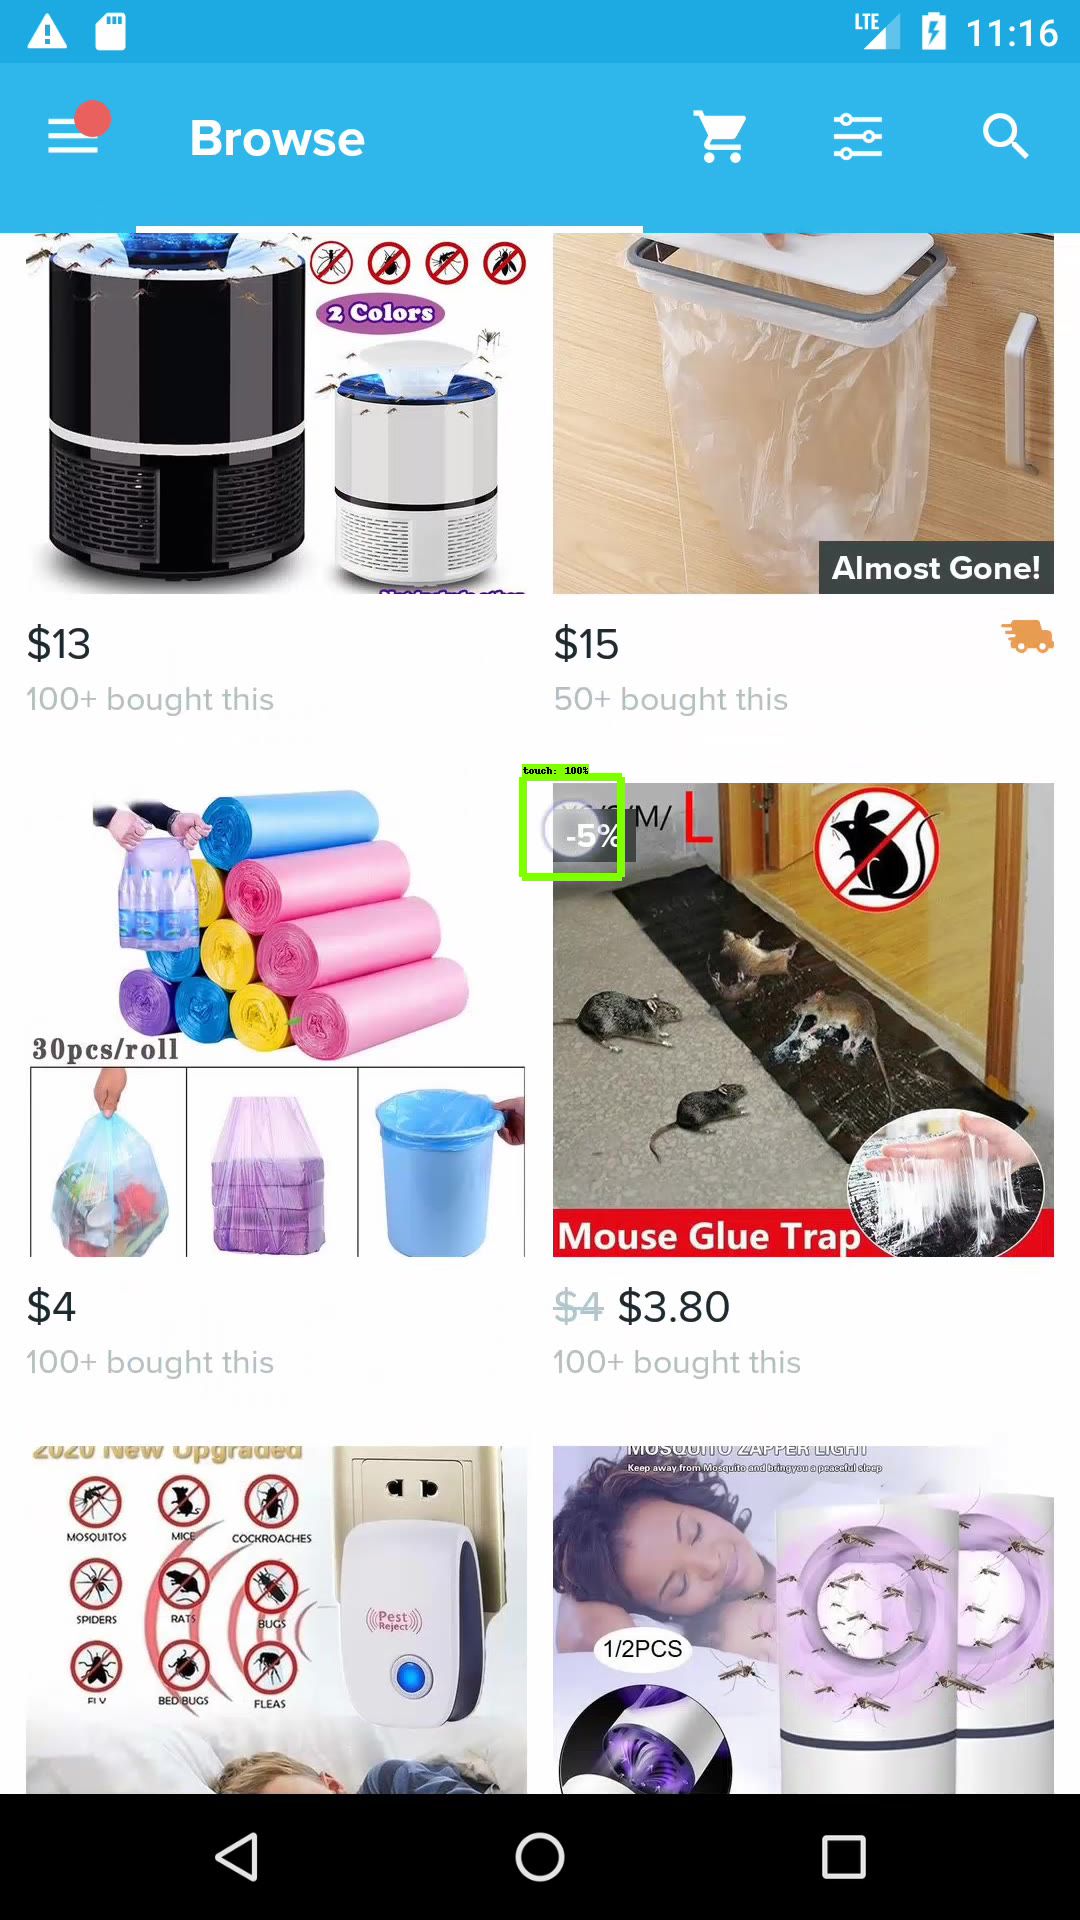 LTE 11:16
Browse
2 Colors
Almost Gone!
$13
100+ bought this
$15
50+ bought this
touch: 100%
-5%
M/ L
30pcs/roll
Mouse Glue Trap
$4
100+ bought this
$4 $3.80
100+ bought this
2020 New Upgraded
MOSQUITOS MICE COCKROACHES
SPIDERS RATS BUGS
FLY BED BUGS FLEAS
Pest
Reject
MOSQUITO ZAPPER LIGHT
Keep away from Mosquito and bring you a peaceful sleep
1/2PCS